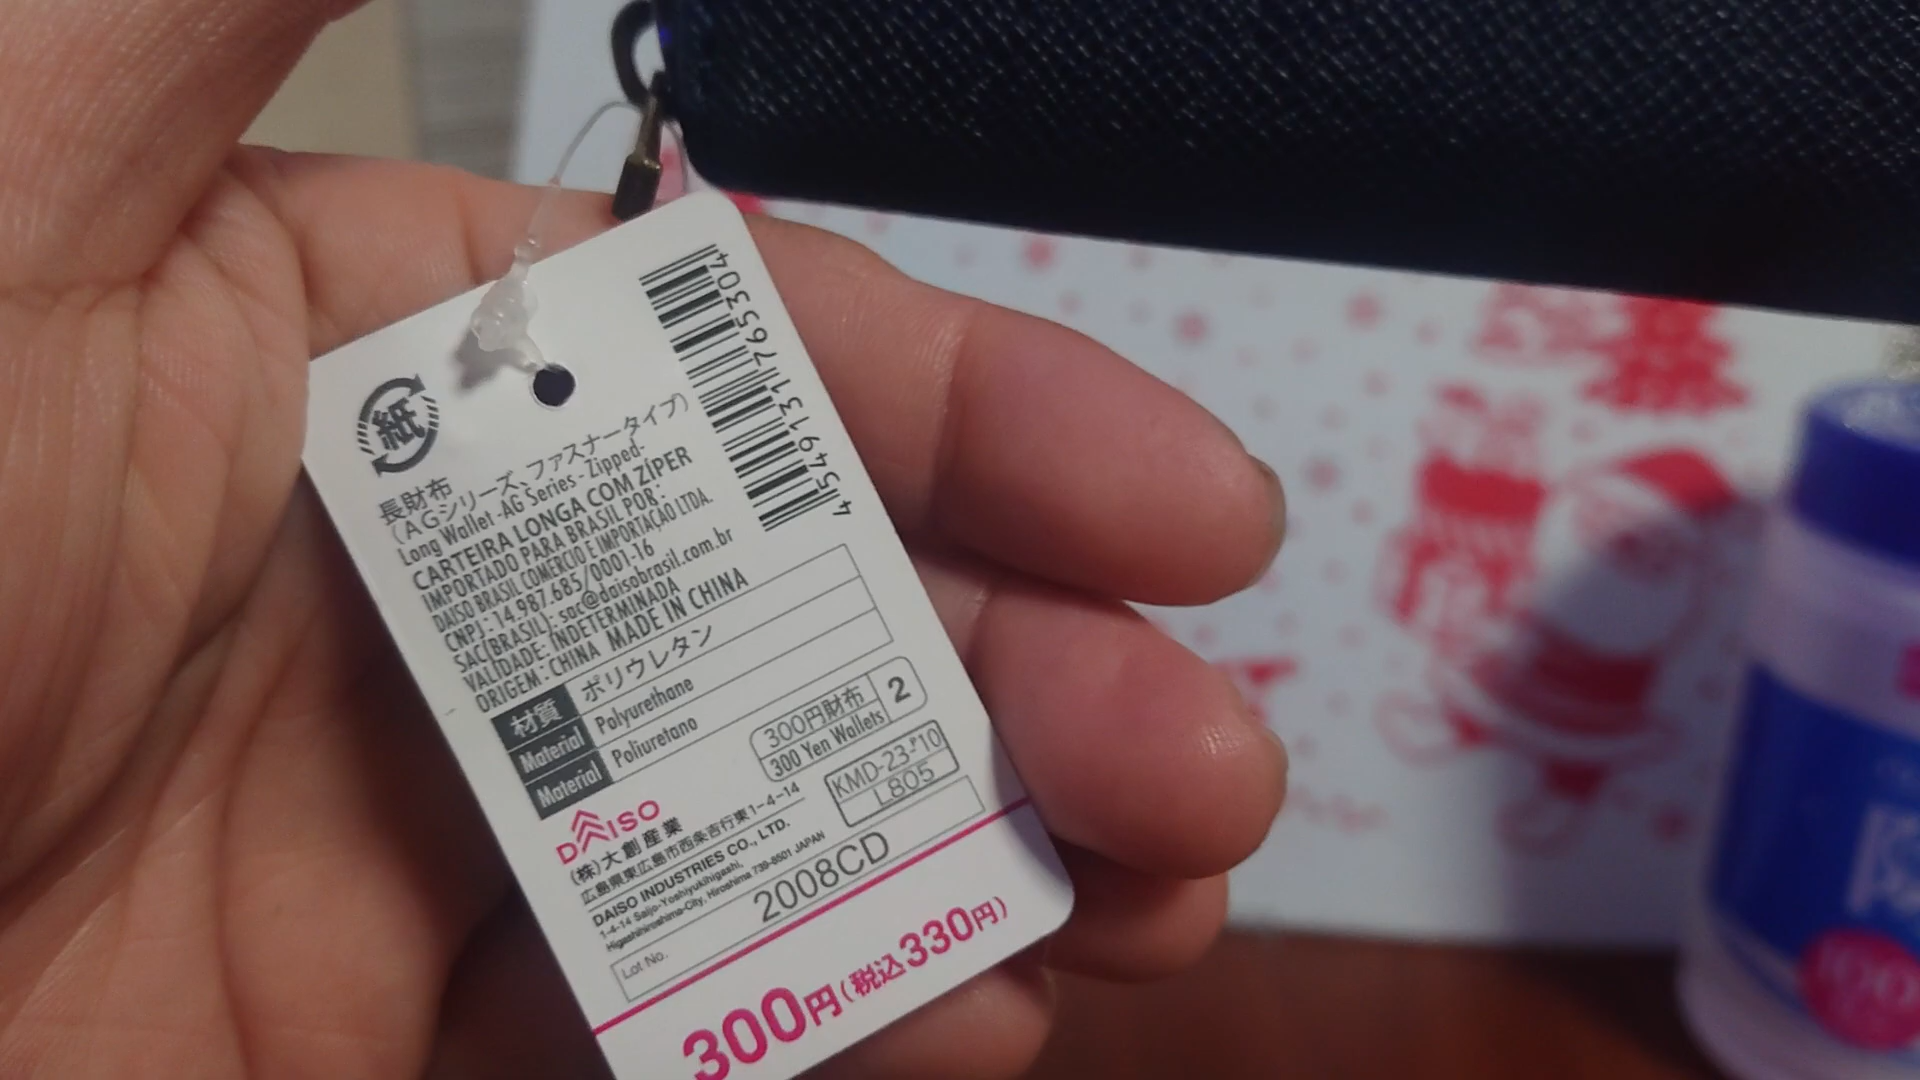 紙
4549131765304
長財布
(AGシリーズ、ファスナータイプ)
Long Wallet -AG Series - Zipped-
CARTEIRA LONGA COM ZÍPER
IMPORTADO PARA BRASIL POR:
DAISO BRASIL COMERCIO E IMPORTACAO LTDA.
CNPJ: 14.987.685/0001-16
SAC(BRASIL): sac@daisobrasil.com.br
VALIDADE: INDETERMINADA
ORIGEM: CHINA MADE IN CHINA
材質 ポリウレタン
Material Polyurethane
Material Poliuretano
300円財布 2
300 Yen Wallets
KMD-23-P10
L805
DAISO
(株)大創産業
広島県東広島市西条吉行東1-4-14
DAISO INDUSTRIES CO., LTD.
1-4-14 Saijo-Yoshiyukihigashi,
Higashihiroshima-City, Hiroshima 739-8501 JAPAN
Lot No. 2008CD
300円(税込330円)
100